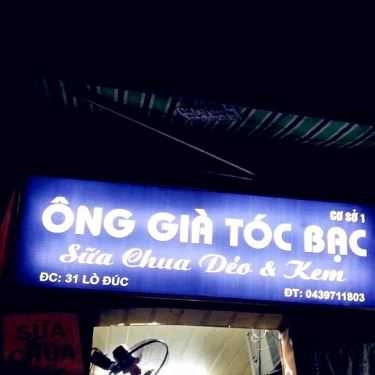 CƠ SỞ 1
ÔNG GIÀ TÓC BẠC
Sữa Chua Dẻo & Kem
ĐC: 31 LÒ ĐÚC
ĐT: 0439711803
SỮA
CHUA